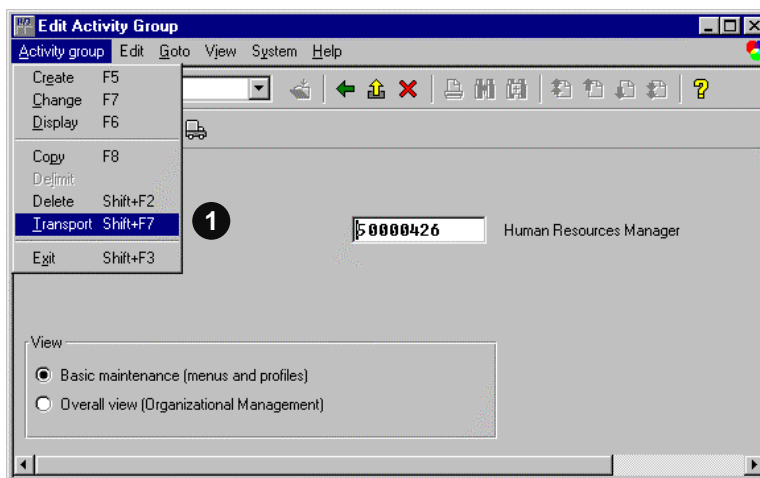 Edit Activity Group
Activity group Edit Goto View System Help
Create F5
Change F7
Display F6
Copy F8
Delimit
Delete Shift+F2
Transport Shift+F7
1
50000426 Human Resources Manager
Exit Shift+F3
View
Basic maintenance (menus and profiles)
Overall view (Organizational Management)